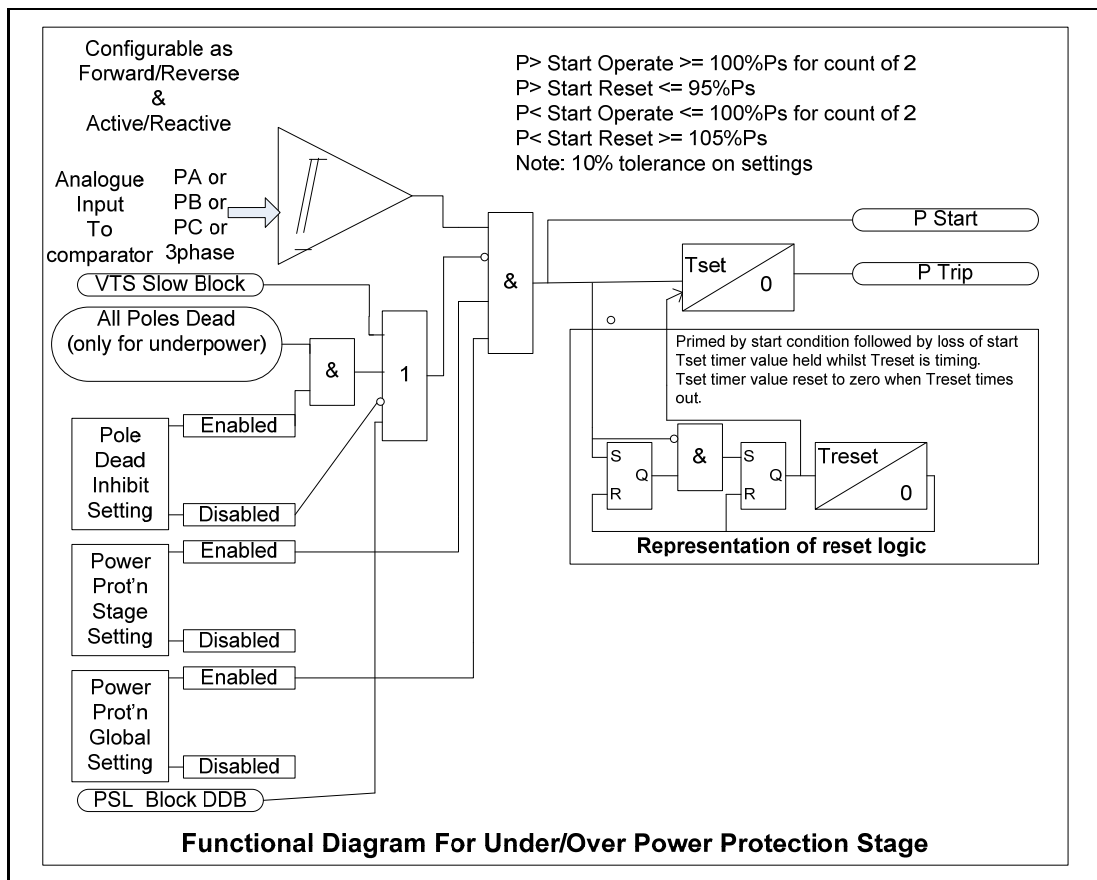 Configurable as
Forward/Reverse
&
Active/Reactive
P> Start Operate >= 100%Ps for count of 2
P> Start Reset <= 95%Ps
P< Start Operate <= 100%Ps for count of 2
P< Start Reset >= 105%Ps
Note: 10% tolerance on settings
Analogue
Input
To
comparator
PA or
PB or
PC or
3phase
P Start
&
Tset
0
P Trip
VTS Slow Block
All Poles Dead
(only for underpower)
&
1
Primed by start condition followed by loss of start
Tset timer value held whilst Treset is timing.
Tset timer value reset to zero when Treset times
out.
Pole
Dead
Inhibit
Setting
Enabled
Disabled
S
Q
R
&
S
Q
R
Treset
0
Representation of reset logic
Power
Prot'n
Stage
Setting
Enabled
Disabled
Power
Prot'n
Global
Setting
Enabled
Disabled
PSL Block DDB
Functional Diagram For Under/Over Power Protection Stage